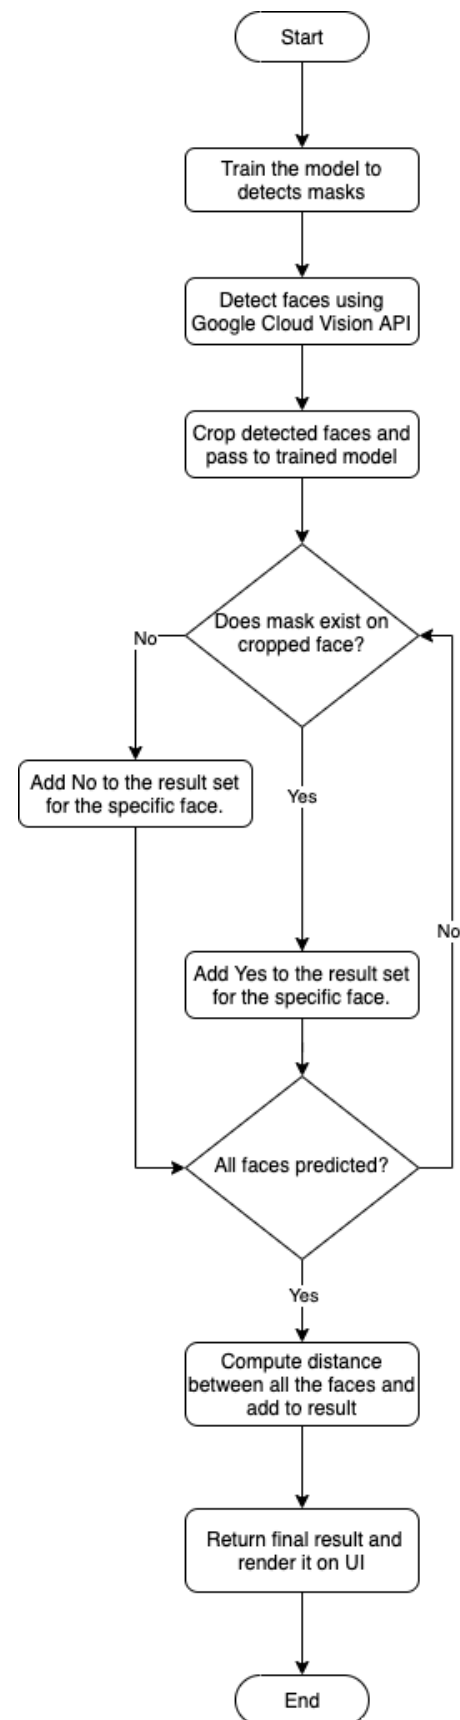 Start
Train the model to
detects masks
Detect faces using
Google Cloud Vision API
Crop detected faces and
pass to trained model
Does mask exist on
cropped face?
No
Add No to the result set
for the specific face.
Yes
No
Add Yes to the result set
for the specific face.
All faces predicted?
Yes
Compute distance
between all the faces and
add to result
Return final result and
render it on UI
End